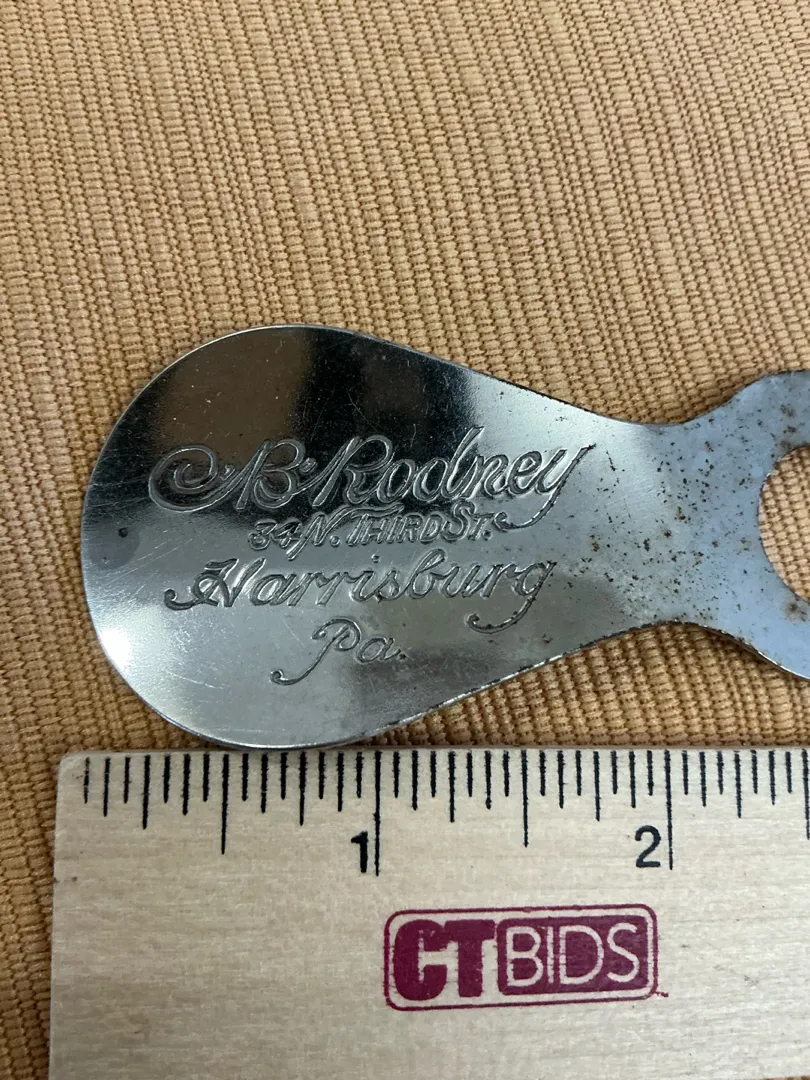 C.B. Rodney
34 N. THIRD ST.
Harrisburg
Pa.
1 2
CTBIDS